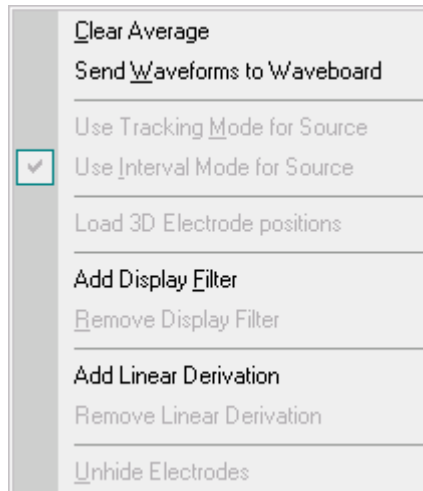 Clear Average
Send Waveforms to Waveboard
Use Tracking Mode for Source
Use Interval Mode for Source
Load 3D Electrode positions
Add Display Filter
Remove Display Filter
Add Linear Derivation
Remove Linear Derivation
Unhide Electrodes